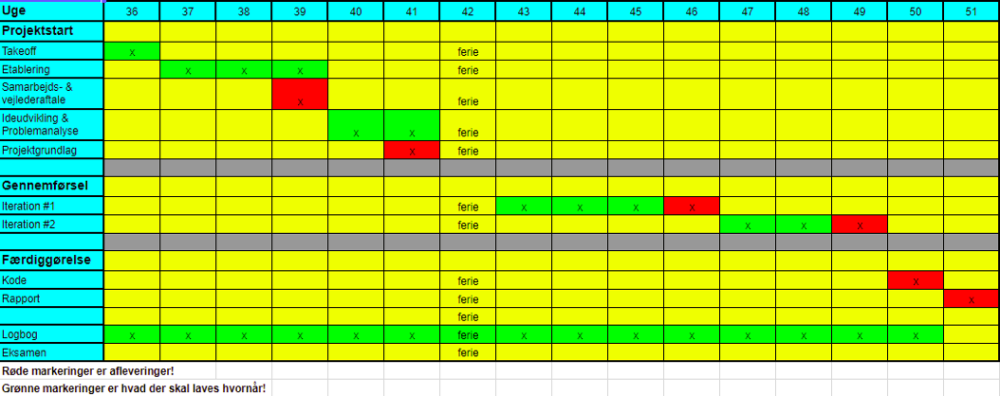 Uge 36 37 38 39 40 41 42 43 44 45 46 47 48 49 50 51
Projektstart ferie
Takeoff x ferie
Etablering x x x ferie
Samarbejds- &
vejlederaftale x ferie
Ideudvikling &
Problemanalyse x x ferie
Projektgrundlag x ferie
Gennemførsel
Iteration #1 ferie x x x x
Iteration #2 ferie x x x
Færdiggørelse
Kode ferie x
Rapport ferie x
ferie
Logbog x x x x x x ferie x x x x x x x x
Eksamen ferie
Røde markeringer er afleveringer!
Grønne markeringer er hvad der skal laves hvornår!